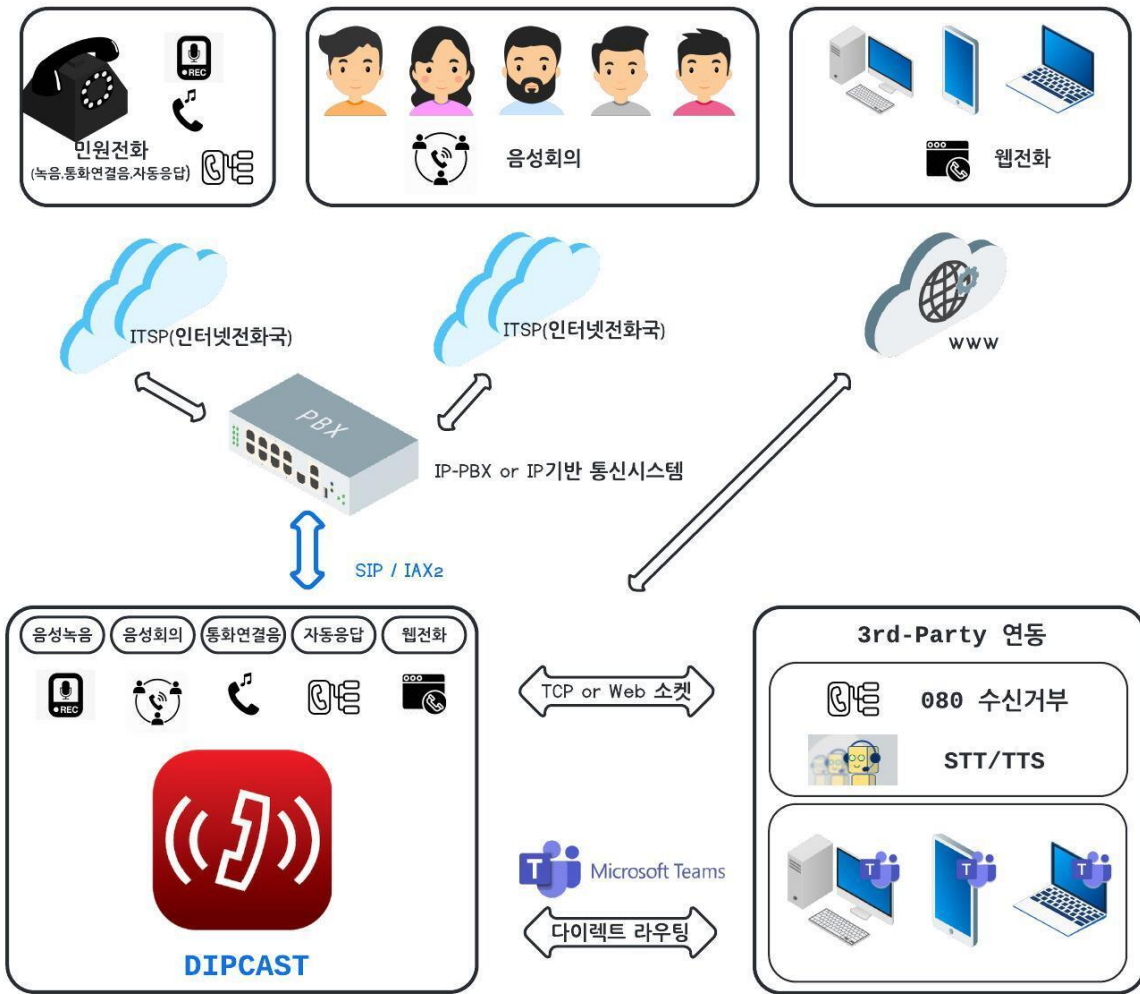 REC
민원전화
(녹음.통화연결음.자동응답)
음성회의
웹전화
ITSP(인터넷전화국)
ITSP(인터넷전화국)
www
PBX
IP-PBX or IP기반 통신시스템
SIP / IAX2
음성녹음
음성회의
통화연결음
자동응답
웹전화
REC
DIPCAST
TCP or Web 소켓
T
Microsoft Teams
다이렉트 라우팅
3rd-Party 연동
080 수신거부
STT/TTS
T
T
T